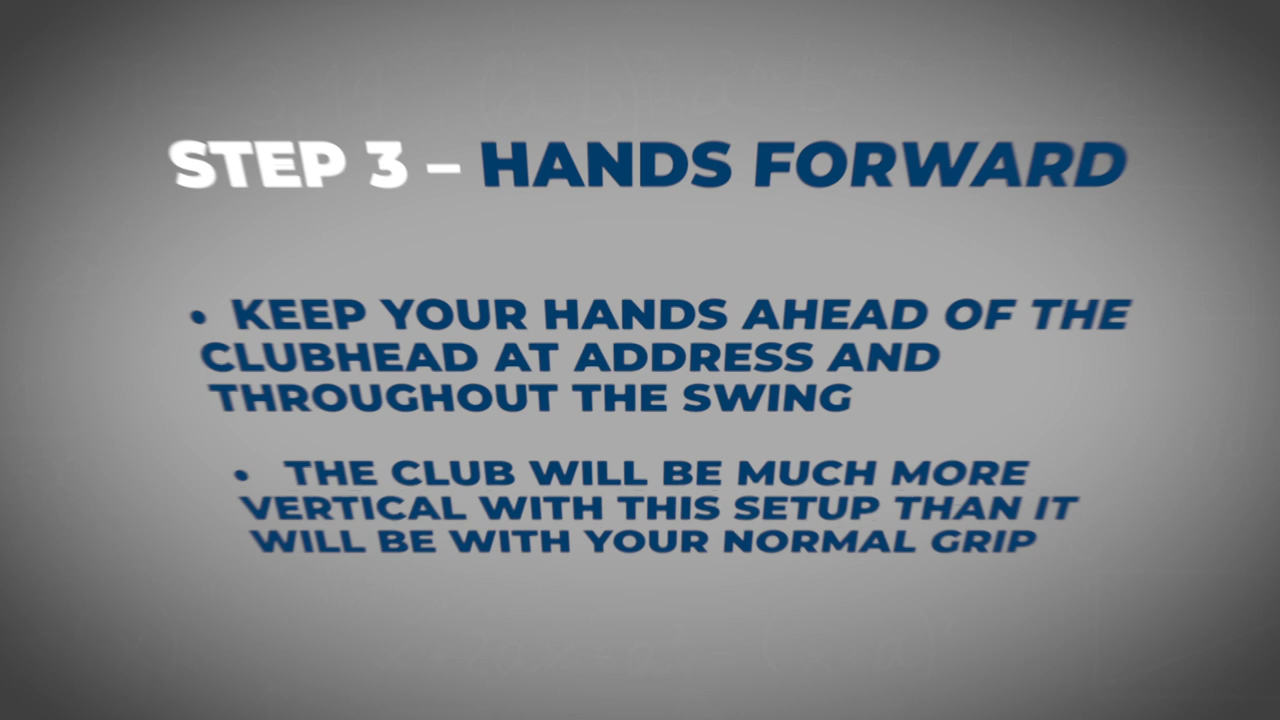 STEP 3 – HANDS FORWARD
• KEEP YOUR HANDS AHEAD OF THE
CLUBHEAD AT ADDRESS AND
THROUGHOUT THE SWING
• THE CLUB WILL BE MUCH MORE
VERTICAL WITH THIS SETUP THAN IT
WILL BE WITH YOUR NORMAL GRIP